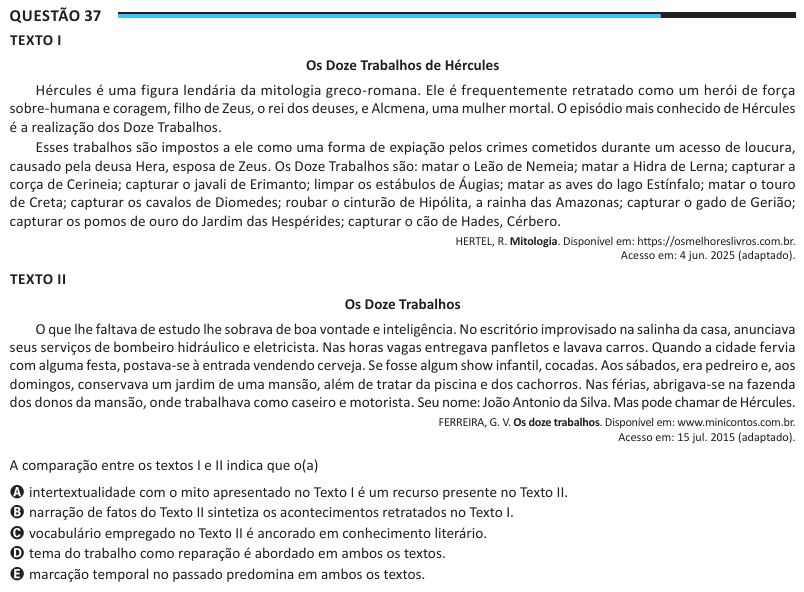 QUESTÃO 37
TEXTO I
Os Doze Trabalhos de Hércules
Hércules é uma figura lendária da mitologia greco-romana. Ele é frequentemente retratado como um herói de força
sobre-humana e coragem, filho de Zeus, o rei dos deuses, e Alcmena, uma mulher mortal. O episódio mais conhecido de Hércules
é a realização dos Doze Trabalhos.
Esses trabalhos são impostos a ele como uma forma de expiação pelos crimes cometidos durante um acesso de loucura,
causado pela deusa Hera, esposa de Zeus. Os Doze Trabalhos são: matar o Leão de Nemeia; matar a Hidra de Lerna; capturar a
corça de Cerineia; capturar o javali de Erimanto; limpar os estábulos de Áugias; matar as aves do lago Estínfalo; matar o touro
de Creta; capturar os cavalos de Diomedes; roubar o cinturão de Hipólita, a rainha das Amazonas; capturar o gado de Gerião;
capturar os pomos de ouro do Jardim das Hespérides; capturar o cão de Hades, Cérbero.
HERTEL, R. Mitologia. Disponível em: https://osmelhoreslivros.com.br.
Acesso em: 4 jun. 2025 (adaptado).
TEXTO II
Os Doze Trabalhos
O que lhe faltava de estudo lhe sobrava de boa vontade e inteligência. No escritório improvisado na salinha da casa, anunciava
seus serviços de bombeiro hidráulico e eletricista. Nas horas vagas entregava panfletos e lavava carros. Quando a cidade fervia
com alguma festa, postava-se à entrada vendendo cerveja. Se fosse algum show infantil, cocadas. Aos sábados, era pedreiro e, aos
domingos, conservava um jardim de uma mansão, além de tratar da piscina e dos cachorros. Nas férias, abrigava-se na fazenda
dos donos da mansão, onde trabalhava como caseiro e motorista. Seu nome: João Antonio da Silva. Mas pode chamar de Hércules.
FERREIRA, G. V. Os doze trabalhos. Disponível em: www.minicontos.com.br.
Acesso em: 15 jul. 2015 (adaptado).
A comparação entre os textos I e II indica que o(a)
A intertextualidade com o mito apresentado no Texto I é um recurso presente no Texto II.
B narração de fatos do Texto II sintetiza os acontecimentos retratados no Texto I.
C vocabulário empregado no Texto II é ancorado em conhecimento literário.
D tema do trabalho como reparação é abordado em ambos os textos.
E marcação temporal no passado predomina em ambos os textos.